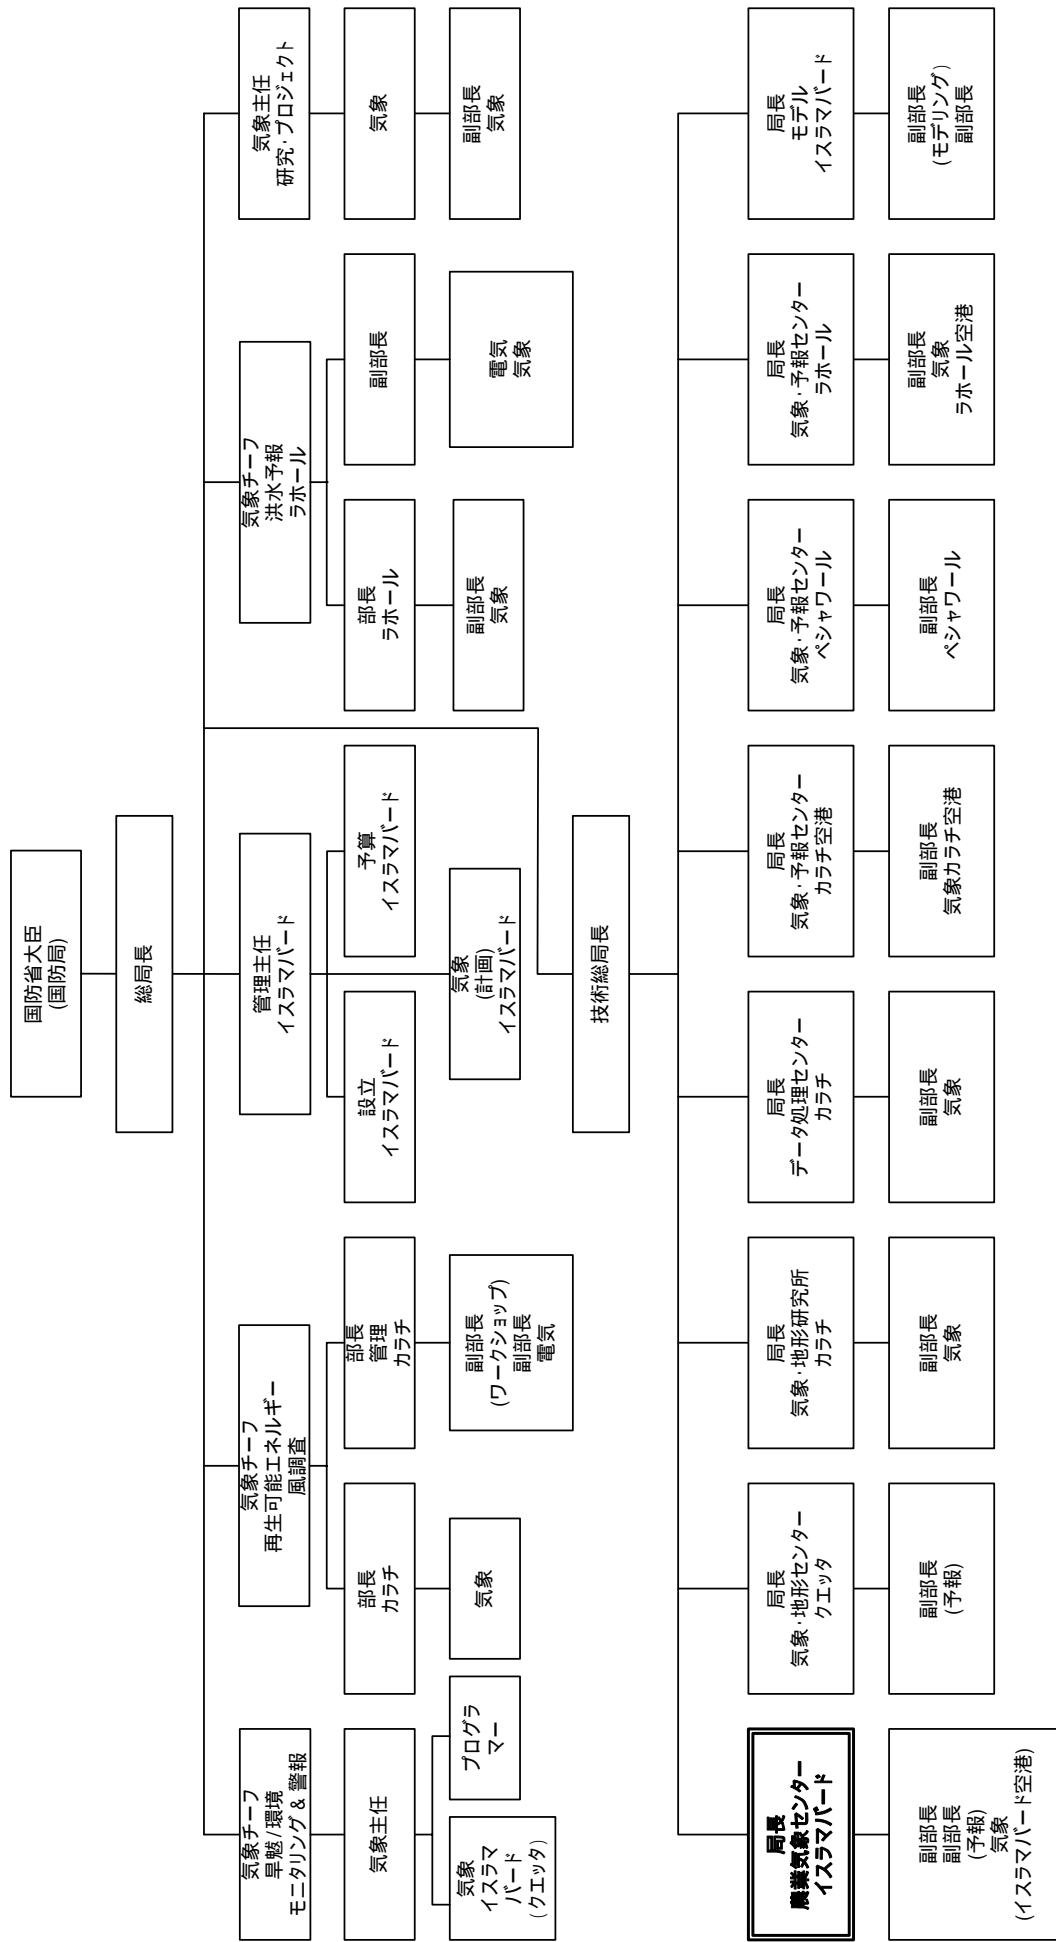 国防省大臣
(国防局)
総局長
気象チーフ
旱魃/環境
モニタリング & 警報
気象チーフ
再生可能エネルギー
風調査
管理主任
イスラマバード
気象チーフ
洪水予報
ラホール
気象主任
研究・プロジェクト
気象主任
部長
カラチ
部長
管理
カラチ
設立
イスラマバード
予算
イスラマバード
部長
ラホール
副部長
気象
気象
イスラマ
バード
(クエッタ)
プログラ
マー
気象
副部長
(ワークショップ)
副部長
電気
気象
(計画)
イスラマバード
副部長
気象
電気
気象
副部長
気象
技術総局長
局長
農業気象センター
イスラマバード
局長
気象・地形センター
クエッタ
局長
気象・地形研究所
カラチ
局長
データ処理センター
カラチ
局長
気象・予報センター
カラチ空港
局長
気象・予報センター
ペシャワール
局長
気象・予報センター
ラホール
局長
モデル
イスラマバード
副部長
副部長
(予報)
気象
(イスラマバード空港)
副部長
(予報)
副部長
気象
副部長
気象
副部長
気象カラチ空港
副部長
ペシャワール
副部長
気象
ラホール空港
副部長
(モデリング)
副部長